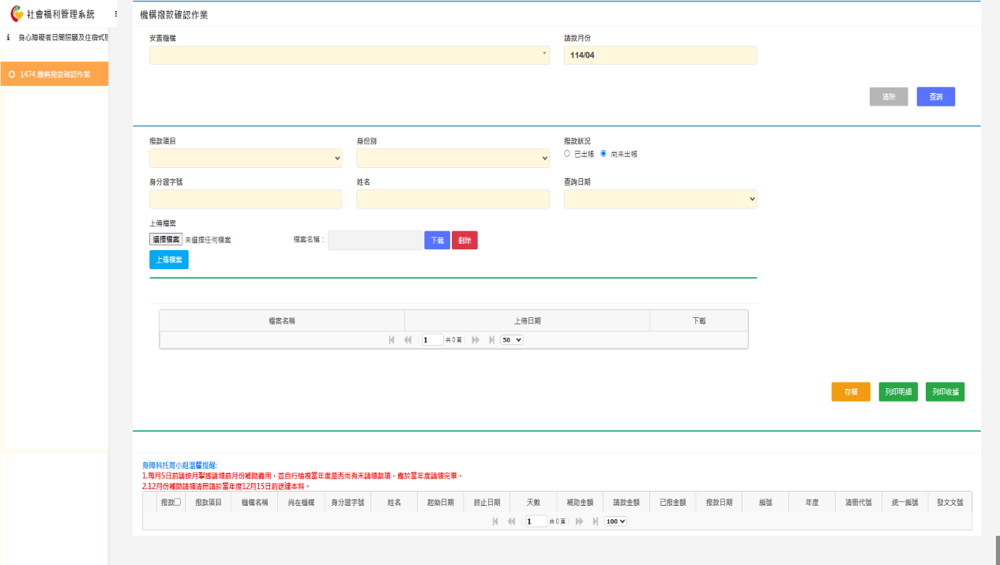 社會福利管理系統
機構撥款確認作業
身心障礙者日間照顧及住宿式照
1474.機構撥款確認作業
安置機構
請款月份
114/04
清除
查詢
撥款項目
身份別
撥款狀況
已出帳
尚未出帳
身分證字號
姓名
查詢日期
上傳檔案
選擇檔案 未選擇任何檔案
檔案名稱：
下載
刪除
上傳檔案
檔案名稱
上傳日期
下載
1 共 0 頁
50
存檔
列印明細
列印收據
身障科托育小組溫馨提醒:
1.每月5日前請按月掣據請領前月份補助費用，並自行檢視當年度是否尚有未請領款項，應於當年度請領完畢。
2.12月份補助請領清冊請於當年度12月15日前送達本科。
撥款
撥款項目
機構名稱
尚在機構
身分證字號
姓名
起始日期
終止日期
天數
補助金額
請款金額
已撥金額
撥款日期
編號
年度
清冊代號
統一編號
發文文號
1 共 0 頁
100